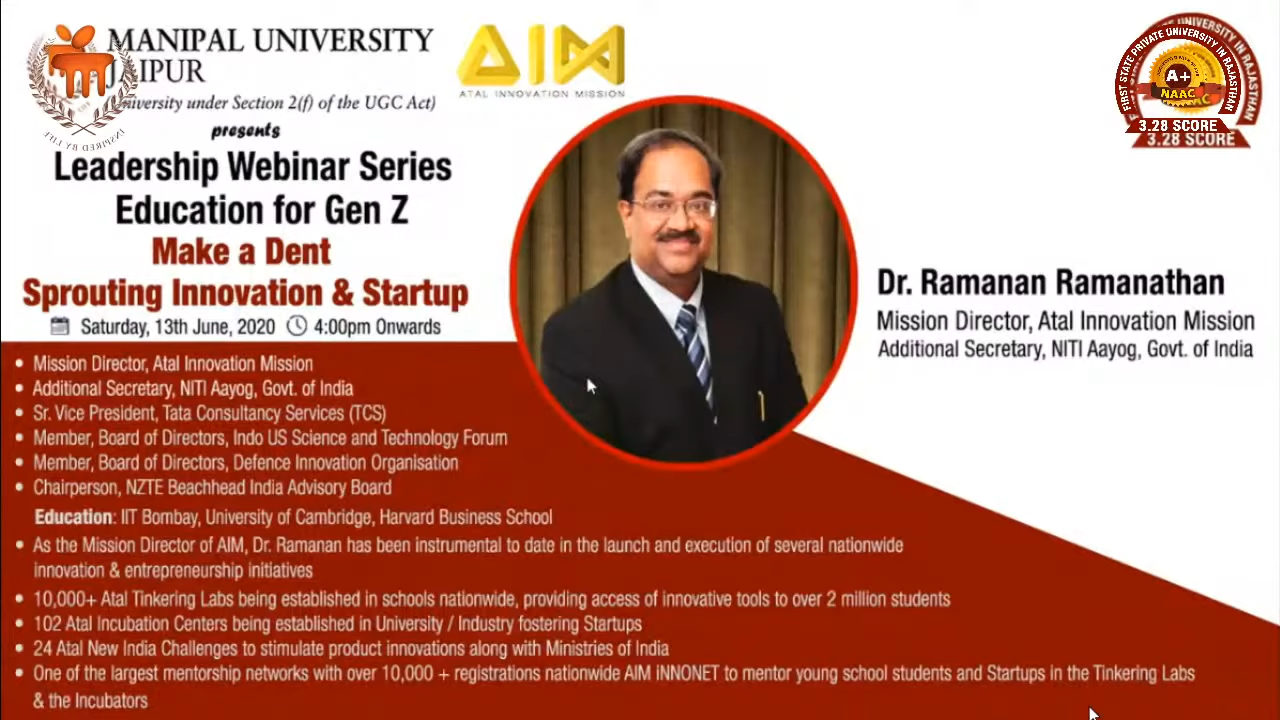 MANIPAL UNIVERSITY
JAIPUR
(University under Section 2(f) of the UGC Act)
AIM
ATAL INNOVATION MISSION
presents
Leadership Webinar Series
Education for Gen Z
Make a Dent
Sprouting Innovation & Startup
Saturday, 13th June, 2020 4:00pm Onwards
INSPIRED BY LIFE
FIRST STATE PRIVATE UNIVERSITY IN RAJASTHAN
A+
NAAC
3.28 SCORE
3.28 SCORE
Dr. Ramanan Ramanathan
Mission Director, Atal Innovation Mission
Additional Secretary, NITI Aayog, Govt. of India
• Mission Director, Atal Innovation Mission
• Additional Secretary, NITI Aayog, Govt. of India
• Sr. Vice President, Tata Consultancy Services (TCS)
• Member, Board of Directors, Indo US Science and Technology Forum
• Member, Board of Directors, Defence Innovation Organisation
• Chairperson, NZTE Beachhead India Advisory Board
Education: IIT Bombay, University of Cambridge, Harvard Business School
• As the Mission Director of AIM, Dr. Ramanan has been instrumental to date in the launch and execution of several nationwide
innovation & entrepreneurship initiatives
• 10,000+ Atal Tinkering Labs being established in schools nationwide, providing access of innovative tools to over 2 million students
• 102 Atal Incubation Centers being established in University / Industry fostering Startups
• 24 Atal New India Challenges to stimulate product innovations along with Ministries of India
• One of the largest mentorship networks with over 10,000 + registrations nationwide AIM iNNONET to mentor young school students and Startups in the Tinkering Labs
& the Incubators